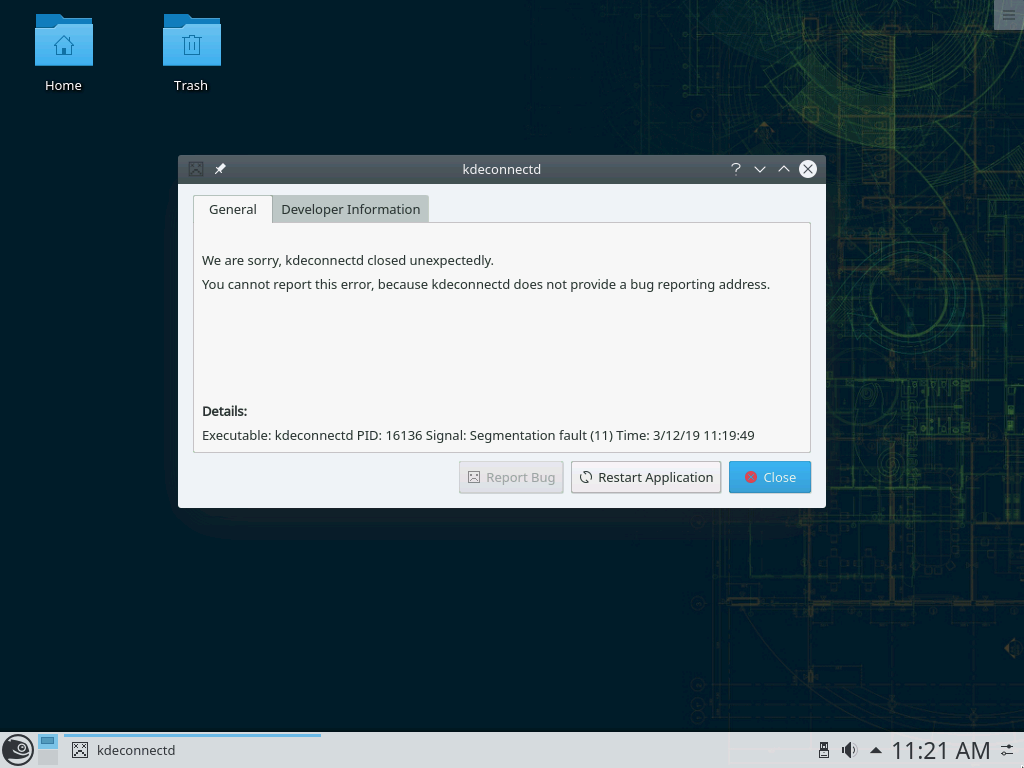 Home
Trash
kdeconnectd
General
Developer Information
We are sorry, kdeconnectd closed unexpectedly.
You cannot report this error, because kdeconnectd does not provide a bug reporting address.
Details:
Executable: kdeconnectd PID: 16136 Signal: Segmentation fault (11) Time: 3/12/19 11:19:49
Report Bug
Restart Application
Close
kdeconnectd
11:21 AM